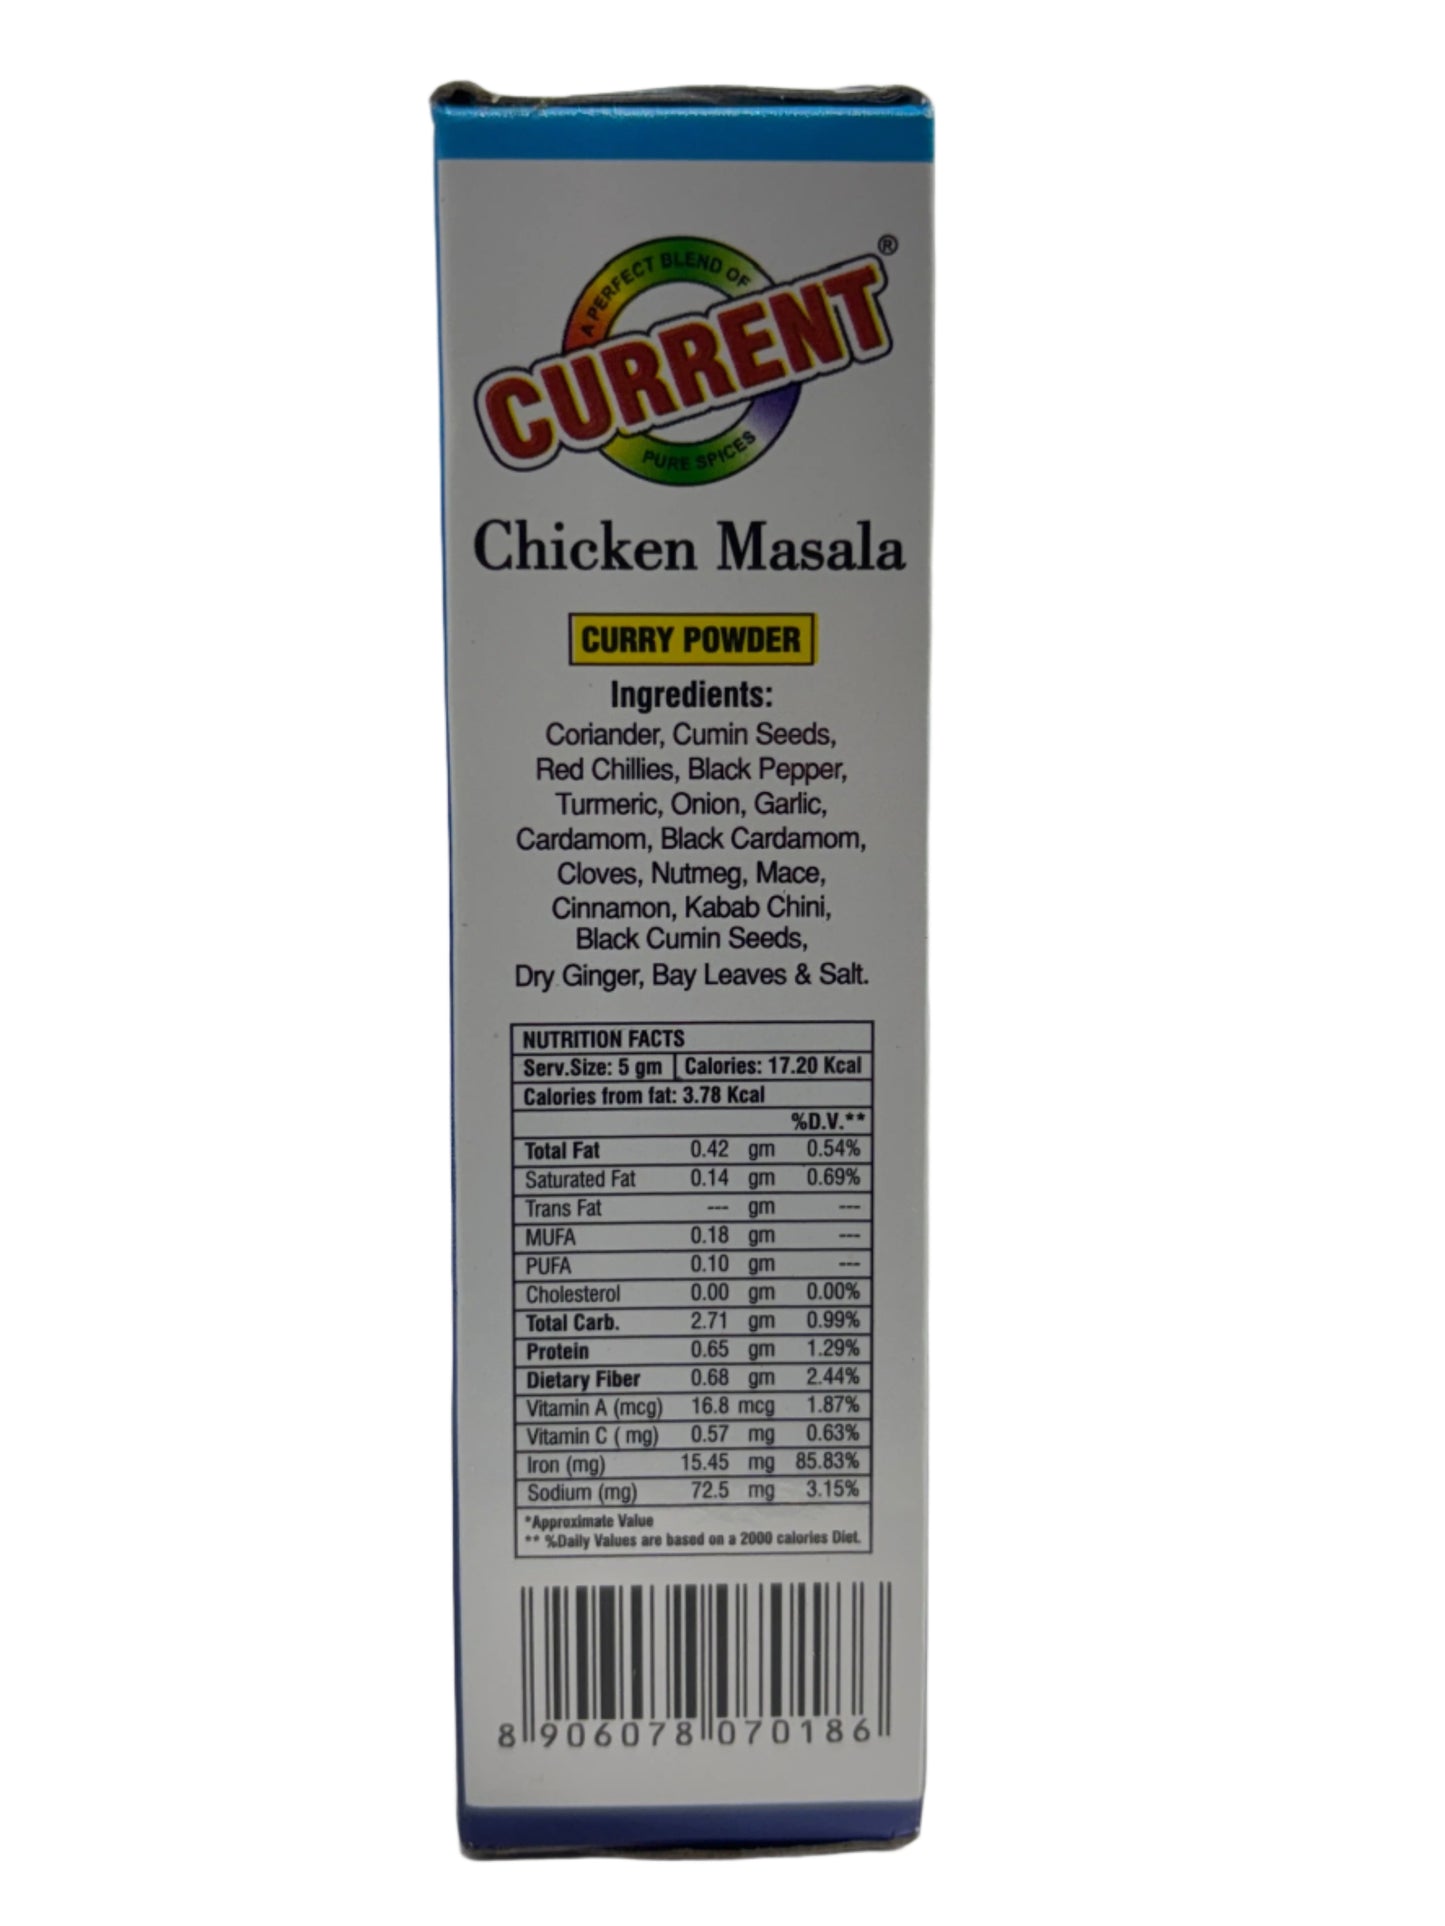 A PERFECT BLEND OF
CURRENT®
PURE SPICES
Chicken Masala
CURRY POWDER
Ingredients:
Coriander, Cumin Seeds,
Red Chillies, Black Pepper,
Turmeric, Onion, Garlic,
Cardamom, Black Cardamom,
Cloves, Nutmeg, Mace,
Cinnamon, Kabab Chini,
Black Cumin Seeds,
Dry Ginger, Bay Leaves & Salt.
NUTRITION FACTS
Serv.Size: 5 gm Calories: 17.20 Kcal
Calories from fat: 3.78 Kcal
%D.V.**
Total Fat 0.42 gm 0.54%
Saturated Fat 0.14 gm 0.69%
Trans Fat --- gm ---
MUFA 0.18 gm ---
PUFA 0.10 gm ---
Cholesterol 0.00 gm 0.00%
Total Carb. 2.71 gm 0.99%
Protein 0.65 gm 1.29%
Dietary Fiber 0.68 gm 2.44%
Vitamin A (mcg) 16.8 mcg 1.87%
Vitamin C ( mg) 0.57 mg 0.63%
Iron (mg) 15.45 mg 85.83%
Sodium (mg) 72.5 mg 3.15%
*Approximate Value
** %Daily Values are based on a 2000 calories Diet.
8 906078 070186